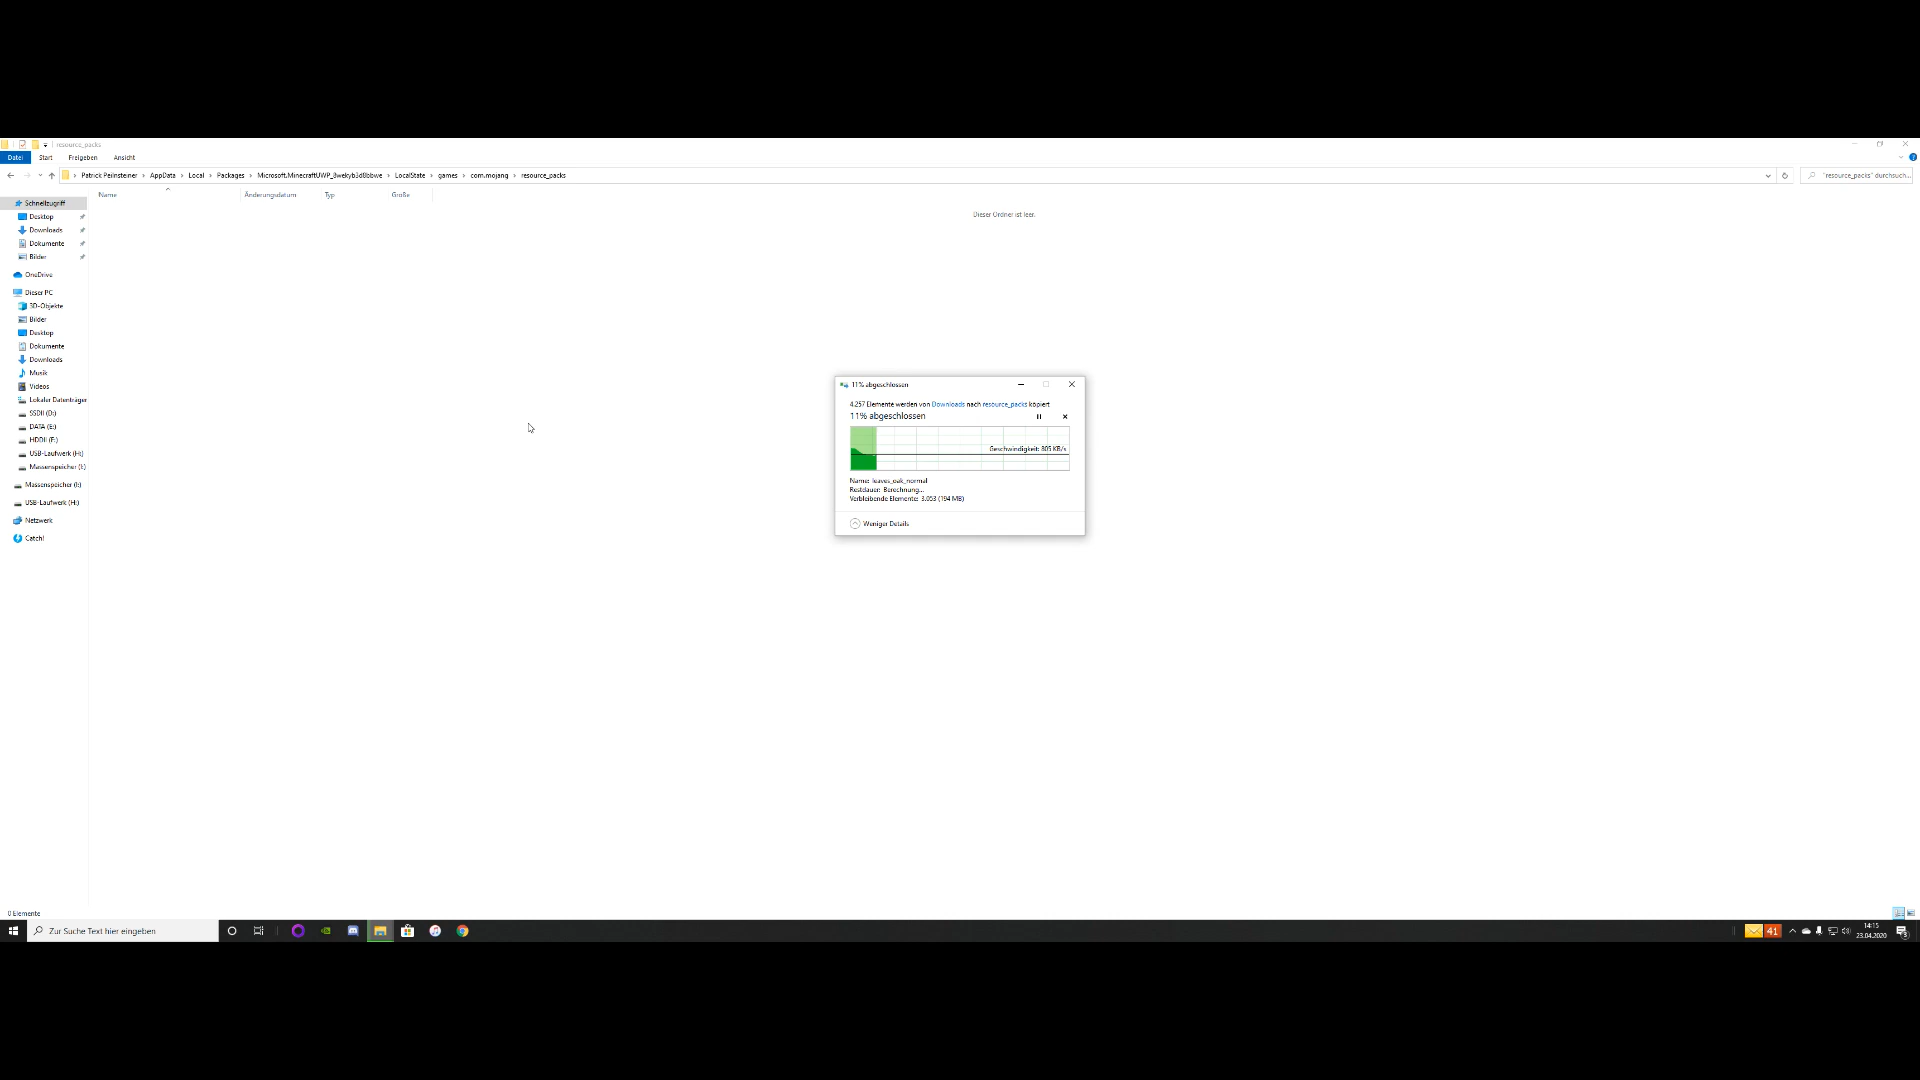 resource_packs
Datei Start Freigeben Ansicht
Patrick Peilnsteiner › AppData › Local › Packages › Microsoft.MinecraftUWP_8wekyb3d8bbwe › LocalState › games › com.mojang › resource_packs
"resource_packs" durchsuch...
Name Änderungsdatum Typ Größe
Dieser Ordner ist leer.
Schnellzugriff
Desktop
Downloads
Dokumente
Bilder
OneDrive
Dieser PC
3D-Objekte
Bilder
Desktop
Dokumente
Downloads
Musik
Videos
Lokaler Datenträger
SSDII (D:)
DATA (E:)
HDDII (F:)
USB-Laufwerk (H:)
Massenspeicher (I:)
Massenspeicher (I:)
USB-Laufwerk (H:)
Netzwerk
Catch!
11% abgeschlossen
4.257 Elemente werden von Downloads nach resource_packs kopiert
11% abgeschlossen
Geschwindigkeit: 805 KB/s
Name: leaves_oak_normal
Restdauer: Berechnung...
Verbleibende Elemente: 3.053 (194 MB)
Weniger Details
0 Elemente
Zur Suche Text hier eingeben
41
14:15
23.04.2020
3